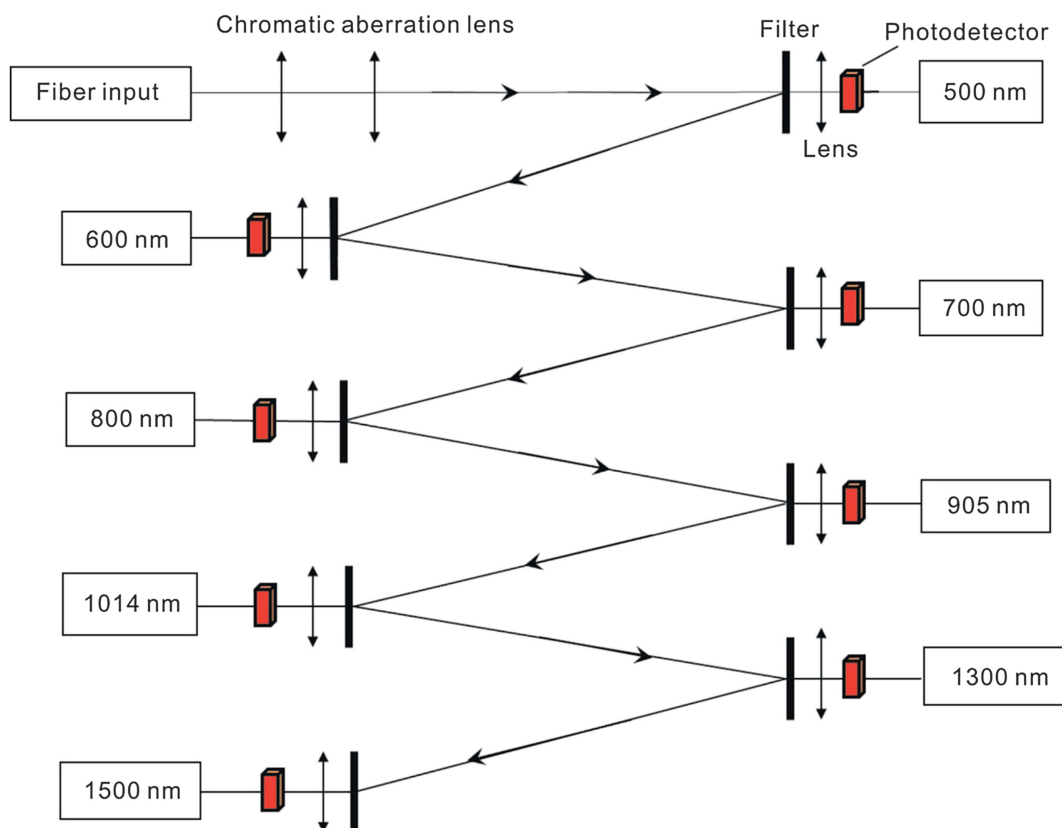 Chromatic aberration lens
Filter
Photodetector
Fiber input
500 nm
Lens
600 nm
700 nm
800 nm
905 nm
1014 nm
1300 nm
1500 nm